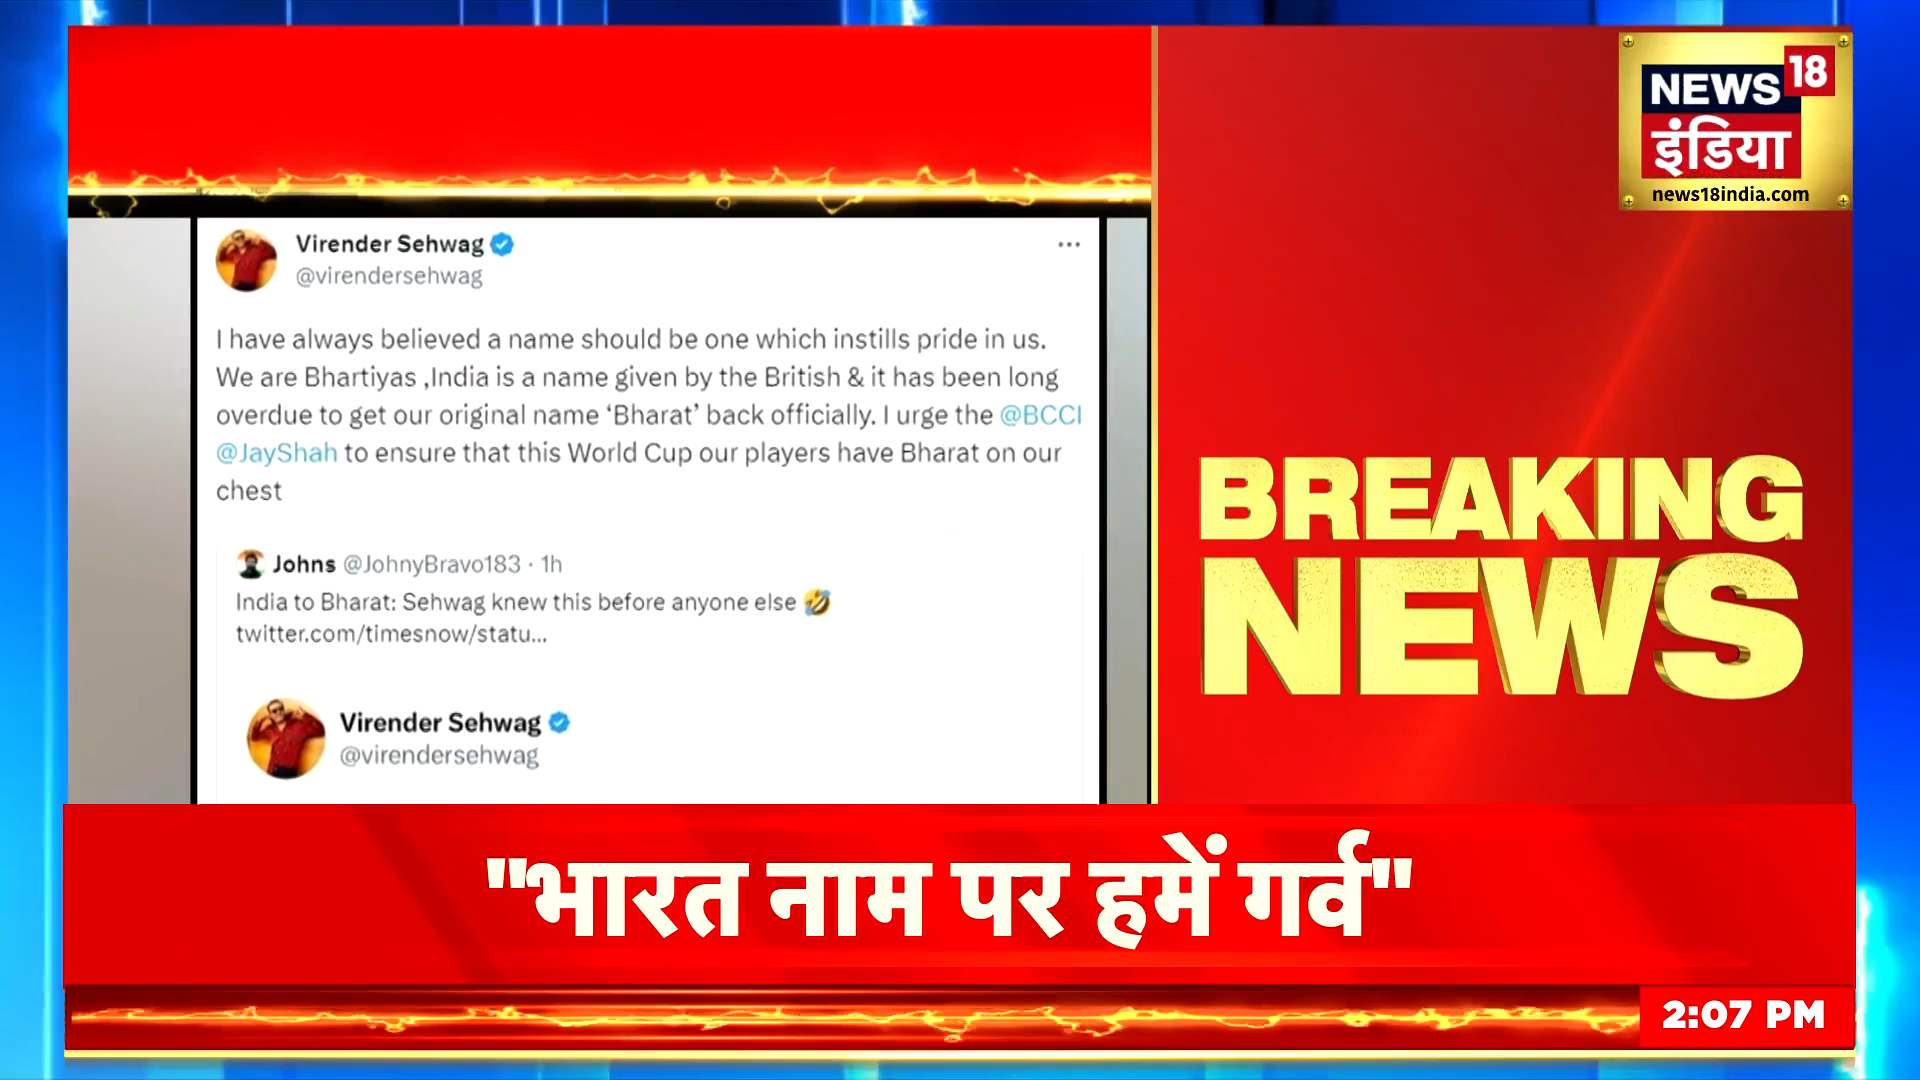 NEWS 18
इंडिया
news18india.com
Virender Sehwag
@virendersehwag
I have always believed a name should be one which instills pride in us.
We are Bhartiyas ,India is a name given by the British & it has been long
overdue to get our original name ‘Bharat’ back officially. I urge the @BCCI
@JayShah to ensure that this World Cup our players have Bharat on our
chest
Johns @JohnyBravo183 · 1h
India to Bharat: Sehwag knew this before anyone else 🤣
twitter.com/timesnow/statu...
Virender Sehwag
@virendersehwag
BREAKING
NEWS
"भारत नाम पर हमें गर्व"
2:07 PM